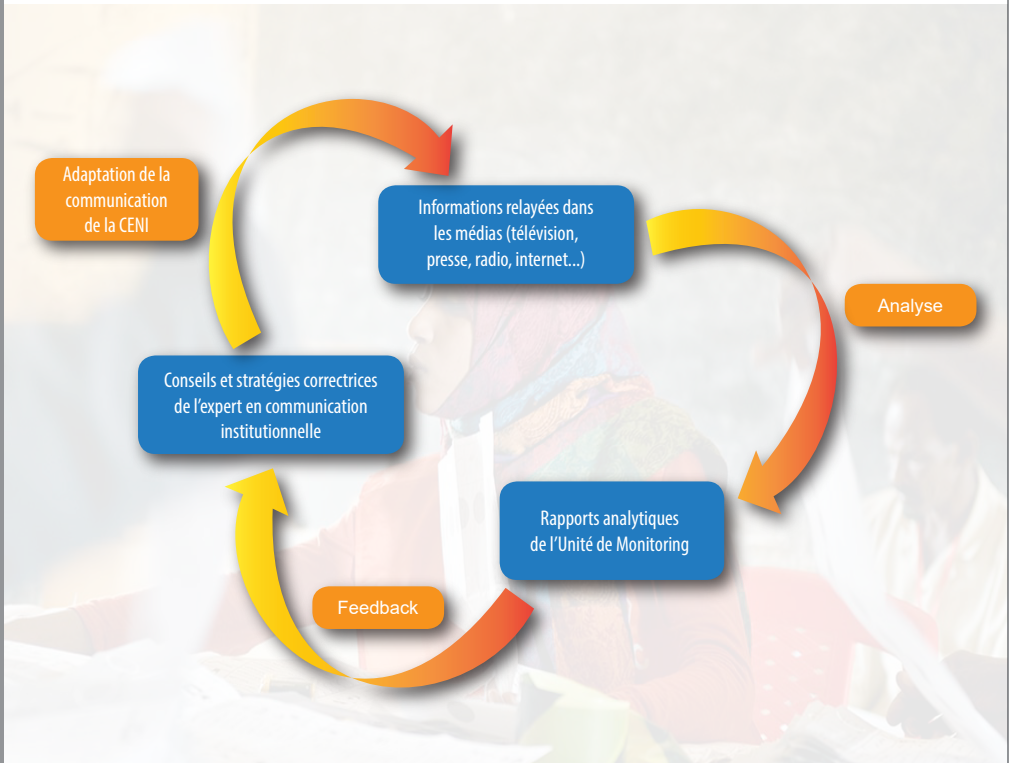 Adaptation de la
communication
de la CENI
Informations relayées dans
les médias (télévision,
presse, radio, internet...)
Analyse
Conseils et stratégies correctrices
de l'expert en communication
institutionnelle
Rapports analytiques
de l'Unité de Monitoring
Feedback